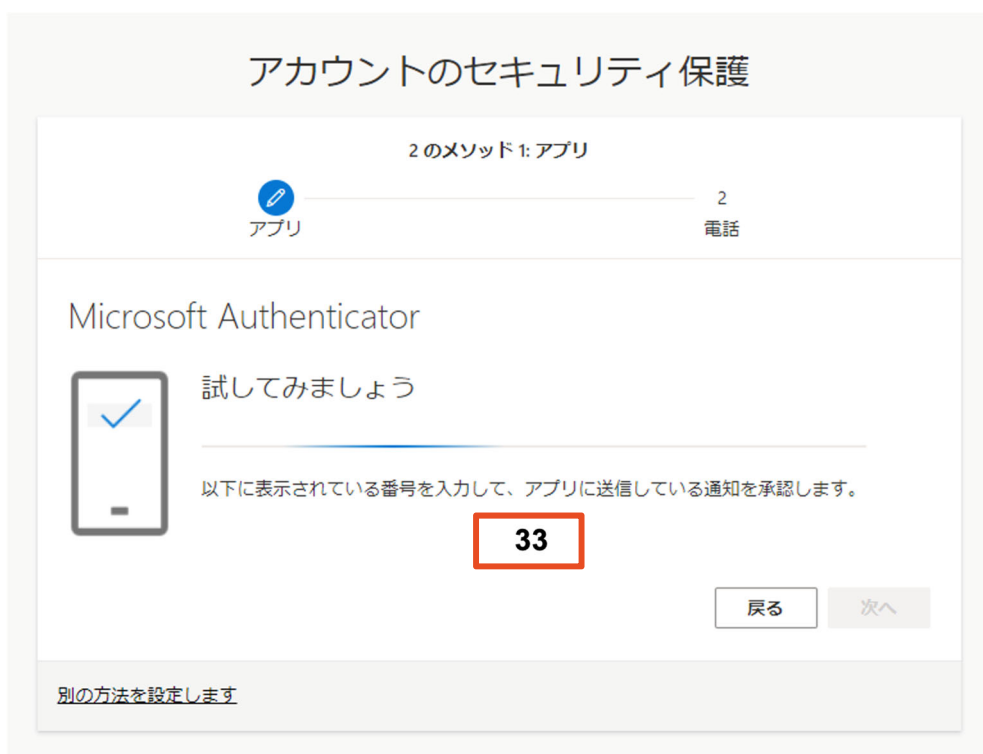 アカウントのセキュリティ保護
2 のメソッド 1: アプリ
2
アプリ
電話
Microsoft Authenticator
試してみましょう
以下に表示されている番号を入力して、アプリに送信している通知を承認します。
33
戻る
次へ
別の方法を設定します